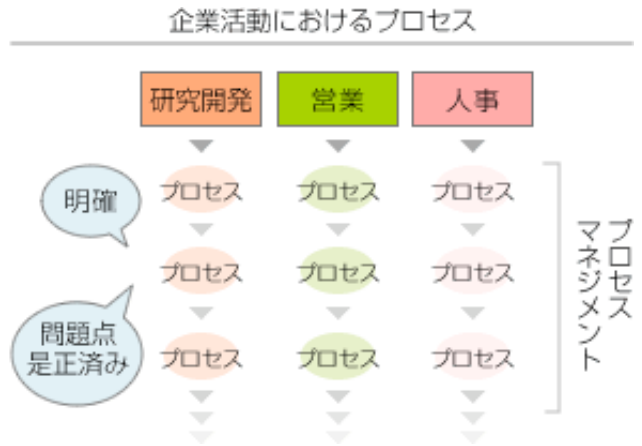 企業活動におけるプロセス
研究開発
営業
人事
明確
プロセス
プロセス
プロセス
プロセス
プロセス
プロセス
問題点
是正済み
プロセス
プロセス
プロセス
プロセス
マネジメント